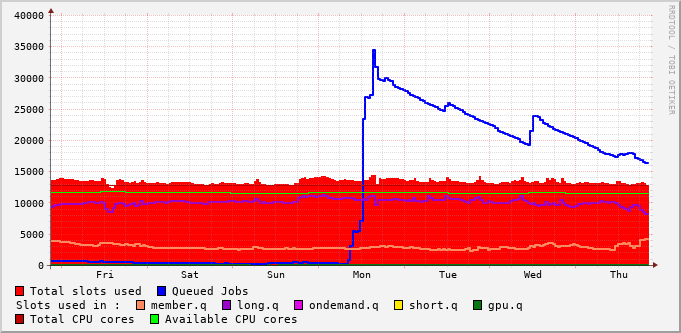 40000
35000
30000
25000
20000
15000
10000
5000
0
Fri Sat Sun Mon Tue Wed Thu
RRDTOOL / TOBI OETIKER
Total slots used Queued Jobs
Slots used in : member.q long.q ondemand.q short.q gpu.q
Total CPU cores Available CPU cores